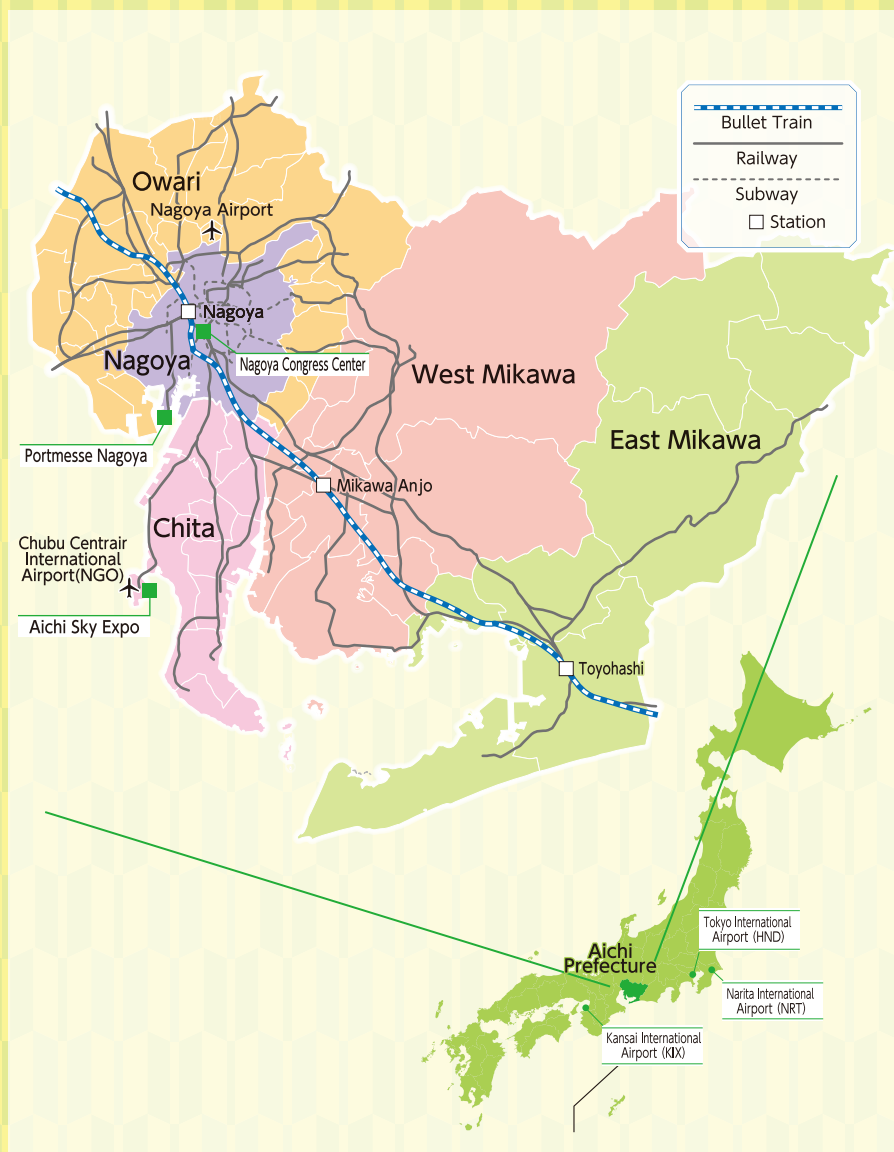 Bullet Train
Railway
Subway
Station
Owari
Nagoya Airport
Nagoya
Nagoya
Nagoya Congress Center
West Mikawa
East Mikawa
Portmesse Nagoya
Mikawa Anjo
Chita
Chubu Centrair
International
Airport(NGO)
Aichi Sky Expo
Toyohashi
Tokyo International
Airport (HND)
Aichi
Prefecture
Narita International
Airport (NRT)
Kansai International
Airport (KIX)